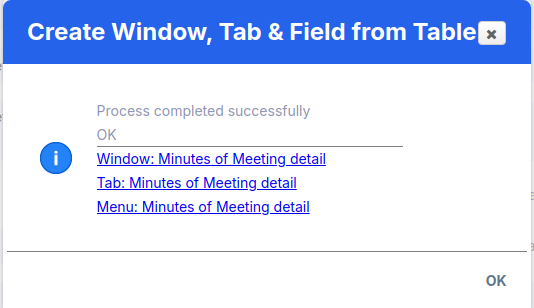 Create Window, Tab & Field from Table
Process completed successfully
OK
Window: Minutes of Meeting detail
Tab: Minutes of Meeting detail
Menu: Minutes of Meeting detail
OK